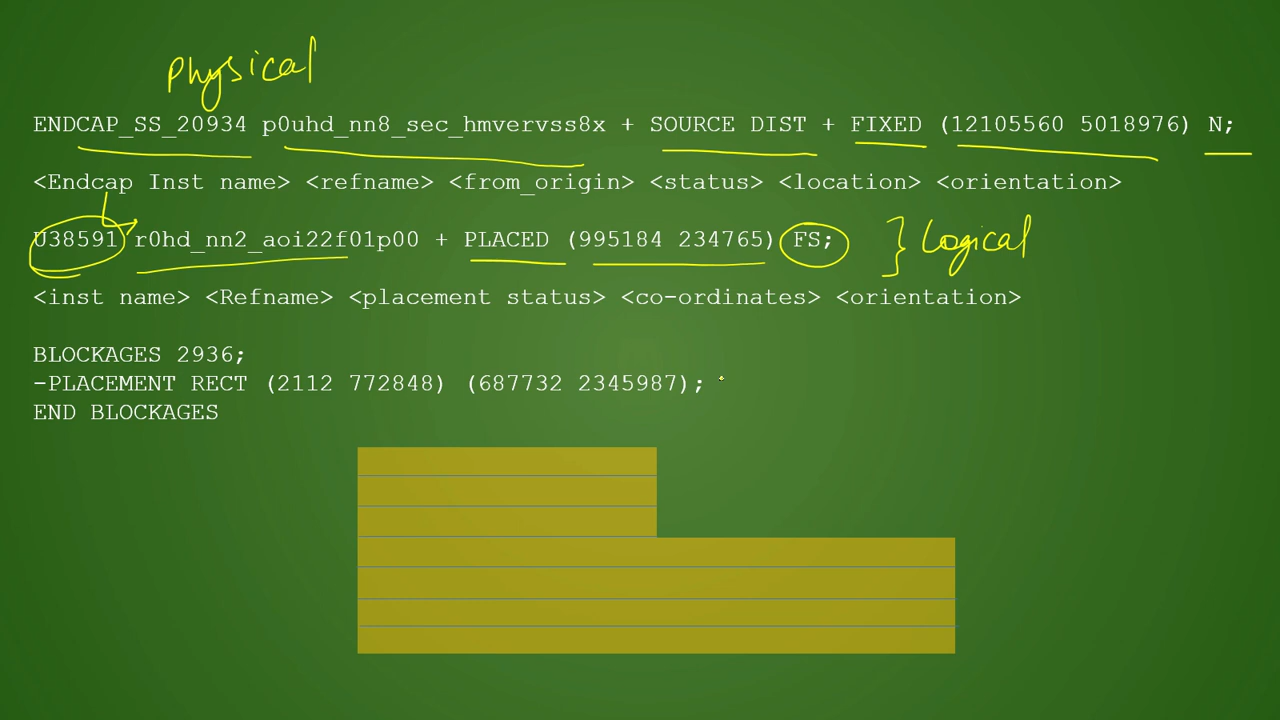 Physical
ENDCAP_SS_20934 p0uhd_nn8_sec_hmvervss8x + SOURCE DIST + FIXED (12105560 5018976) N;
<Endcap Inst name> <refname> <from_origin> <status> <location> <orientation>
U38591 r0hd_nn2_aoi22f01p00 + PLACED (995184 234765) FS; } Logical
<inst name> <Refname> <placement status> <co-ordinates> <orientation>
BLOCKAGES 2936;
-PLACEMENT RECT (2112 772848) (687732 2345987);
END BLOCKAGES